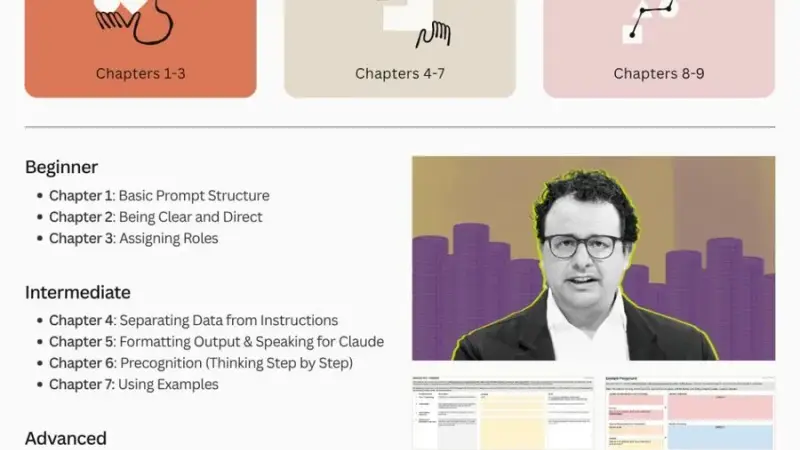 Chapters 1-3
Chapters 4-7
Chapters 8-9
Beginner
• Chapter 1: Basic Prompt Structure
• Chapter 2: Being Clear and Direct
• Chapter 3: Assigning Roles
Intermediate
• Chapter 4: Separating Data from Instructions
• Chapter 5: Formatting Output & Speaking for Claude
• Chapter 6: Precognition (Thinking Step by Step)
• Chapter 7: Using Examples
Advanced